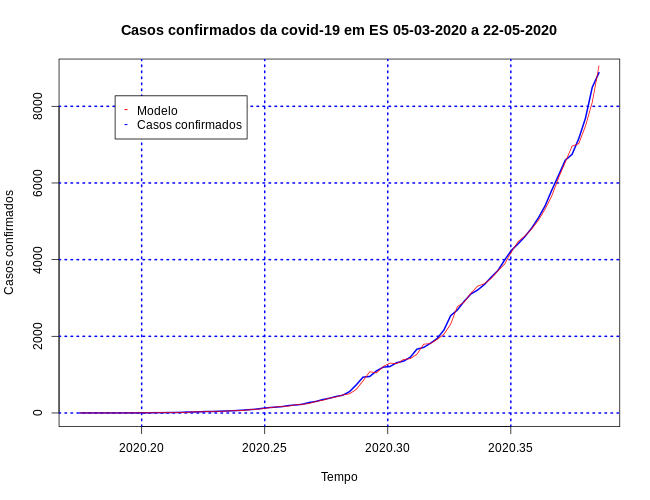 Casos confirmados da covid-19 em ES 05-03-2020 a 22-05-2020
Casos confirmados
8000
6000
4000
2000
0
- Modelo
- Casos confirmados
2020.20 2020.25 2020.30 2020.35
Tempo